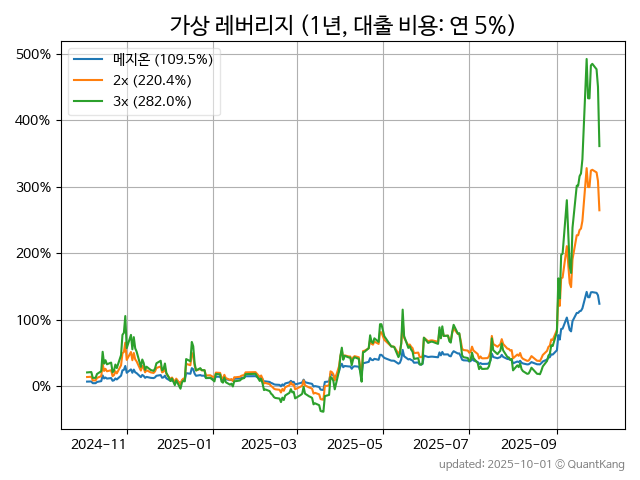 가상 레버리지 (1년, 대출 비용: 연 5%)
500%
400%
300%
200%
100%
0%
메지온 (109.5%)
2x (220.4%)
3x (282.0%)
2024-11
2025-01
2025-03
2025-05
2025-07
2025-09
updated: 2025-10-01 © QuantKang